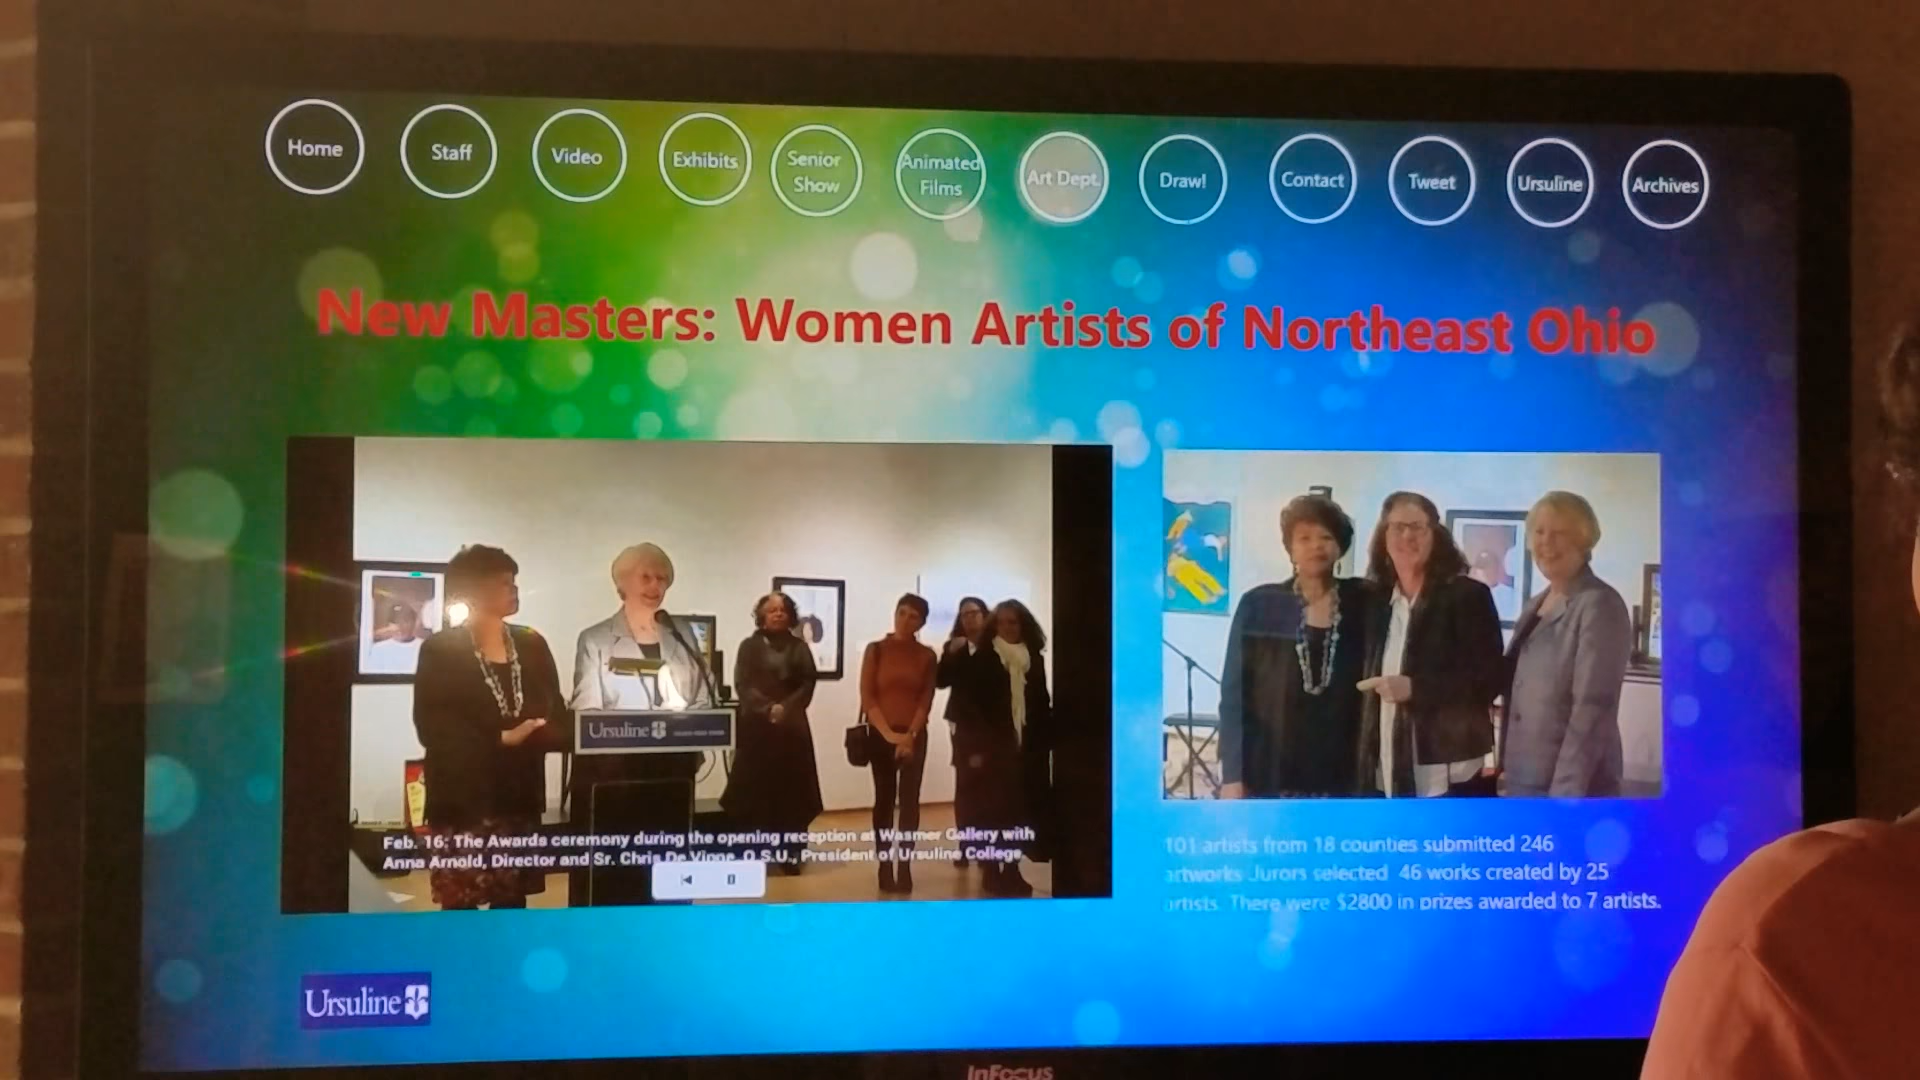 Home
Staff
Video
Exhibits
Senior
Show
Animated
Films
Art Dept.
Draw!
Contact
Tweet
Ursuline
Archives
New Masters: Women Artists of Northeast Ohio
Ursuline
Feb. 16: The Awards ceremony during the opening reception at Wasmer Gallery with
Anna Arnold, Director and Sr. Chris De Vinne, O.S.U., President of Ursuline College.
101 artists from 18 counties submitted 246
artworks Jurors selected 46 works created by 25
artists. There were $2800 in prizes awarded to 7 artists.
Ursuline
InFocus